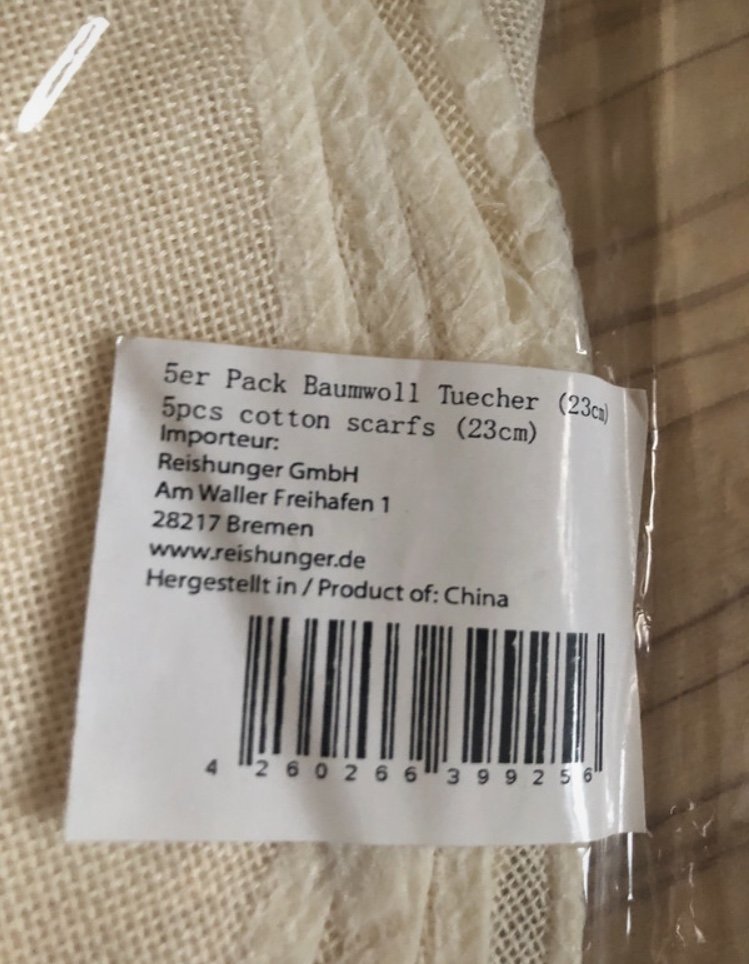 5er Pack Baumwoll Tuecher (23cm)
5pcs cotton scarfs (23cm)
Importeur:
Reishunger GmbH
Am Waller Freihafen 1
28217 Bremen
www.reishunger.de
Hergestellt in / Product of: China
4 260266 399256